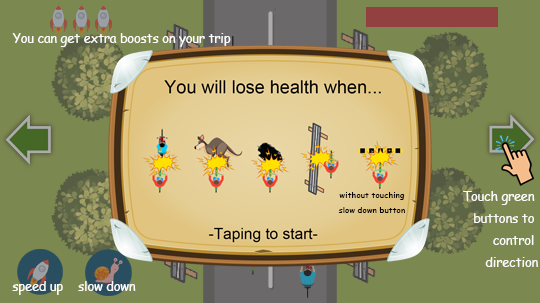 You can get extra boosts on your trip
You will lose health when...
without touching
slow down button
Touch green
buttons to
control
direction
-Taping to start-
speed up
slow down